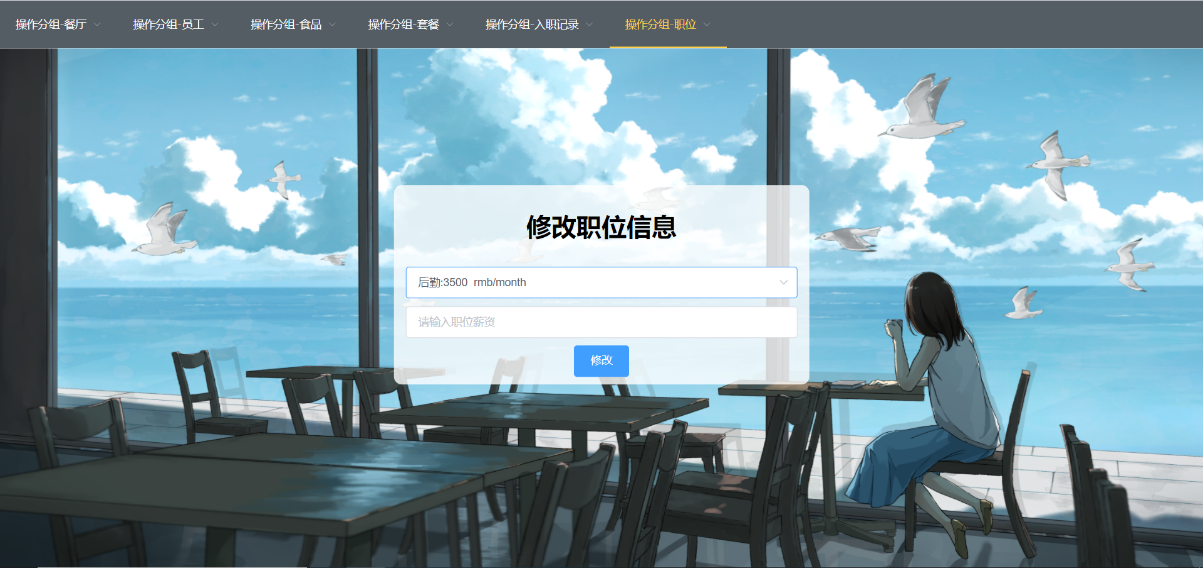 操作分组-餐厅 操作分组-员工 操作分组-食品 操作分组-套餐 操作分组-入职记录 操作分组-职位
修改职位信息
后勤:3500 rmb/month
请输入职位薪资
修改